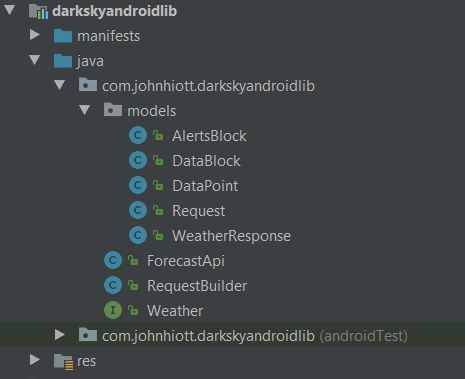 darkskyandroidlib
manifests
java
com.johnhiott.darkskyandroidlib
models
C AlertsBlock
C DataBlock
C DataPoint
C Request
C WeatherResponse
C ForecastApi
C RequestBuilder
I Weather
com.johnhiott.darkskyandroidlib (androidTest)
res